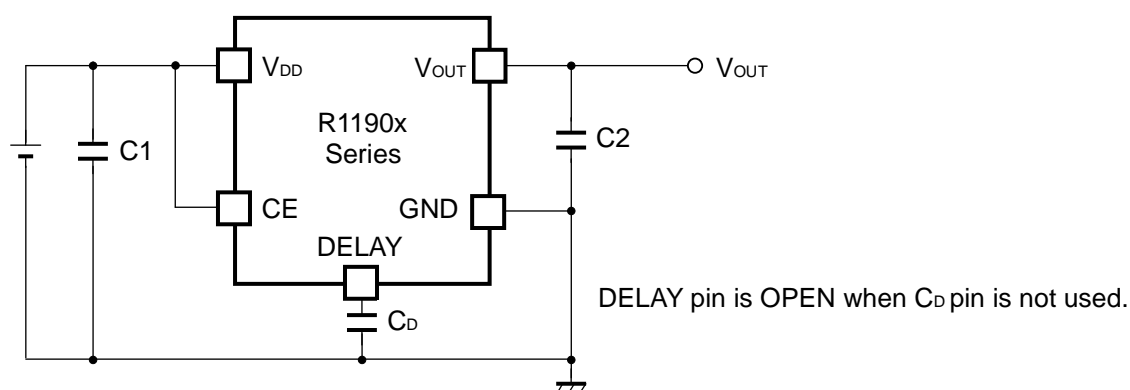 VDD
VOUT
VOUT
R1190x
Series
C1
C2
CE
GND
DELAY
CD
DELAY pin is OPEN when CD pin is not used.